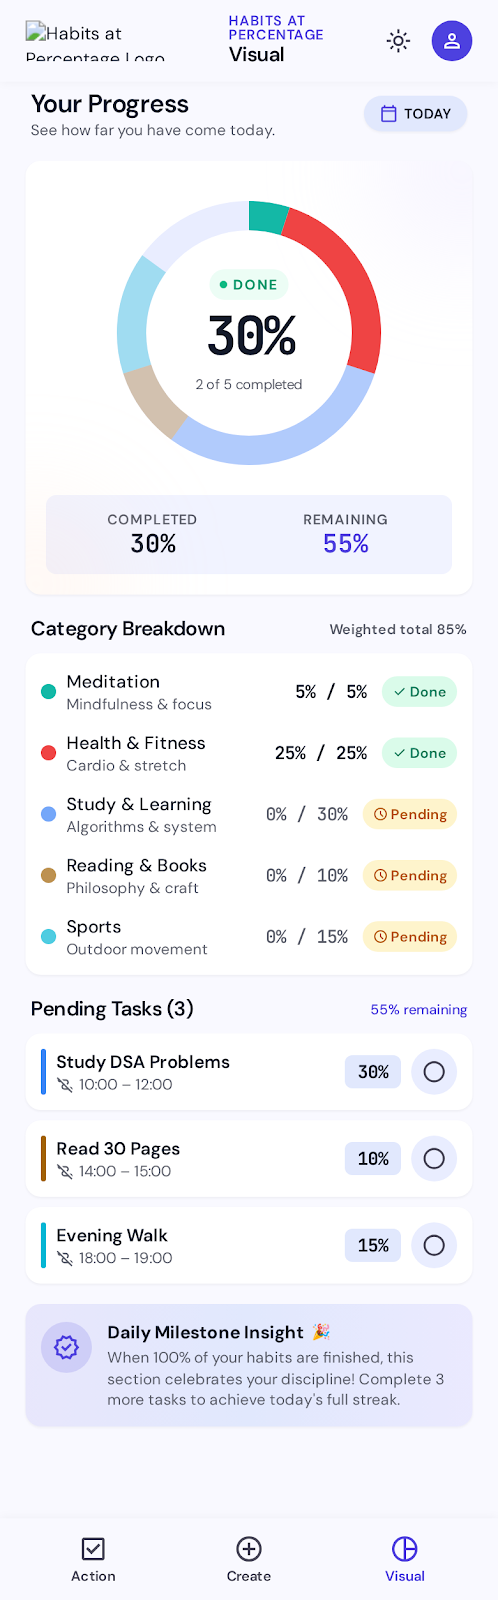 Habits at
Percentage Logo
HABITS AT
PERCENTAGE
Visual
Your Progress
See how far you have come today.
TODAY
DONE
30%
2 of 5 completed
COMPLETED
30%
REMAINING
55%
Category Breakdown
Weighted total 85%
Meditation
Mindfulness & focus
5% / 5%
Done
Health & Fitness
Cardio & stretch
25% / 25%
Done
Study & Learning
Algorithms & system
0% / 30%
Pending
Reading & Books
Philosophy & craft
0% / 10%
Pending
Sports
Outdoor movement
0% / 15%
Pending
Pending Tasks (3)
55% remaining
Study DSA Problems
10:00 – 12:00
30%
Read 30 Pages
14:00 – 15:00
10%
Evening Walk
18:00 – 19:00
15%
Daily Milestone Insight 🎉
When 100% of your habits are finished, this
section celebrates your discipline! Complete 3
more tasks to achieve today's full streak.
Action
Create
Visual